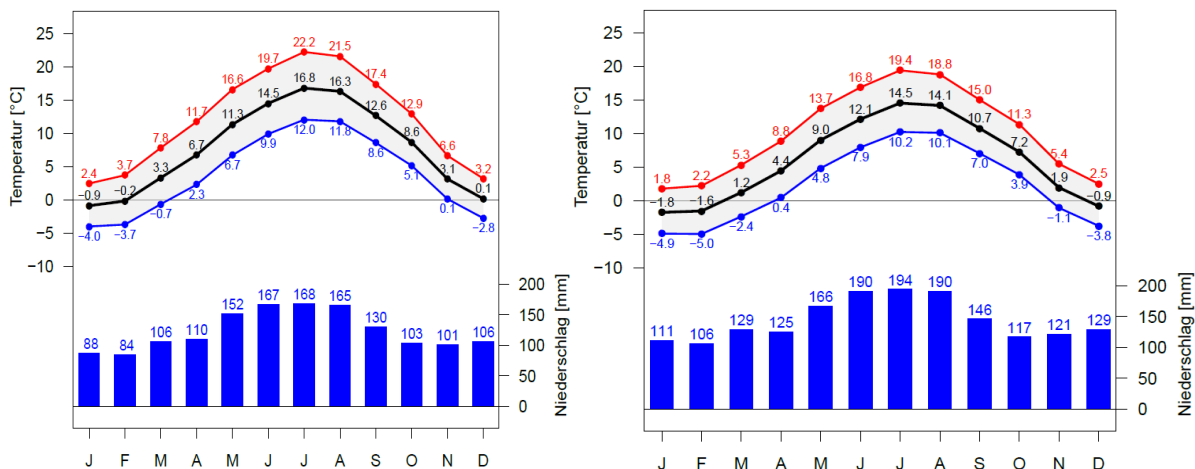 Temperatur [°C]
25
20
15
10
5
0
−5
−10
2.4 3.7 7.8 11.7 16.6 19.7 22.2 21.5 17.4 12.9 6.6 3.2
−0.9 −0.2 3.3 6.7 11.3 14.5 16.8 16.3 12.6 8.6 3.1 0.1
−4.0 −3.7 −0.7 2.3 6.7 9.9 12.0 11.8 8.6 5.1 0.1 −2.8
88 84 106 110 152 167 168 165 130 103 101 106
200
150
100
50
0
Niederschlag [mm]
J F M A M J J A S O N D
Temperatur [°C]
25
20
15
10
5
0
−5
−10
1.8 2.2 5.3 8.8 13.7 16.8 19.4 18.8 15.0 11.3 5.4 2.5
−1.8 −1.6 1.2 4.4 9.0 12.1 14.5 14.1 10.7 7.2 1.9 −0.9
−4.9 −5.0 −2.4 0.4 4.8 7.9 10.2 10.1 7.0 3.9 −1.1 −3.8
111 106 129 125 166 190 194 190 146 117 121 129
200
150
100
50
0
Niederschlag [mm]
J F M A M J J A S O N D